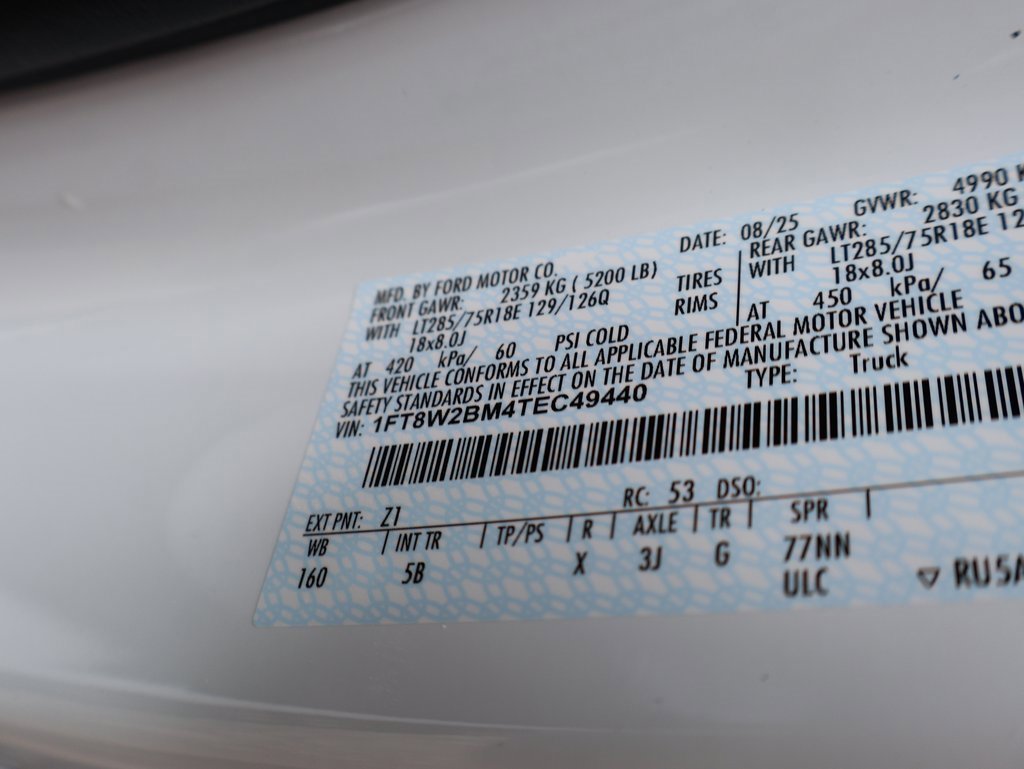 MFD. BY FORD MOTOR CO. DATE: 08/25 GVWR: 4990 K
FRONT GAWR: 2359 KG ( 5200 LB) REAR GAWR: 2830 KG
WITH LT285/75R18E 129/126Q TIRES WITH LT285/75R18E 12
18x8.0J RIMS 18x8.0J
AT 420 kPa/ 60 PSI COLD AT 450 kPa/ 65
THIS VEHICLE CONFORMS TO ALL APPLICABLE FEDERAL MOTOR VEHICLE
SAFETY STANDARDS IN EFFECT ON THE DATE OF MANUFACTURE SHOWN ABO
VIN: 1FT8W2BM4TEC49440 TYPE: Truck
RC: 53 DSO:
EXT PNT: Z1
WB INT TR TP/PS R AXLE TR SPR
160 5B X 3J G 77NN
ULC ▽ RU5A